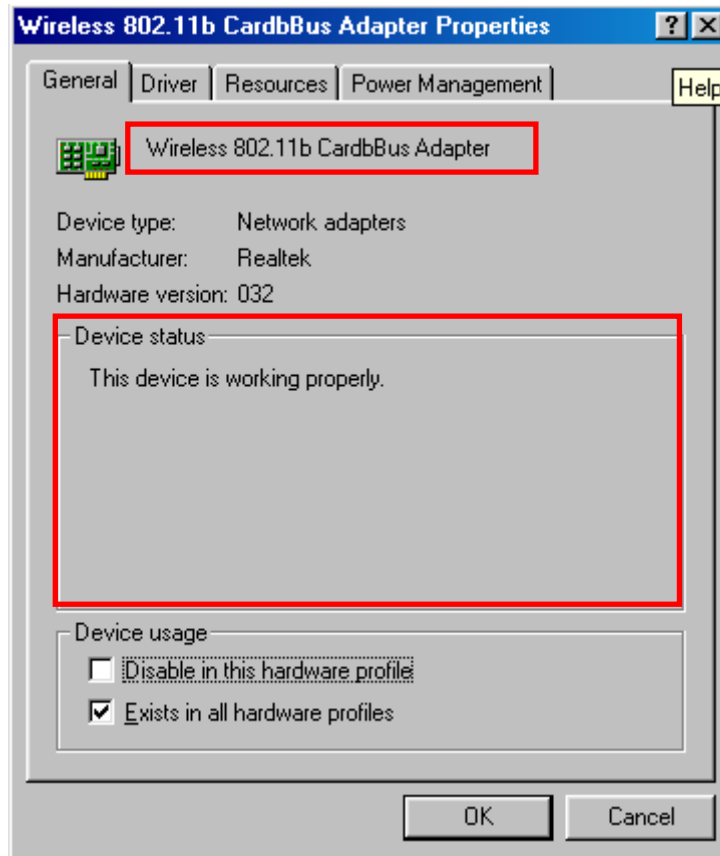 Wireless 802.11b CardbBus Adapter Properties
General Driver Resources Power Management
Help
Wireless 802.11b CardbBus Adapter
Device type: Network adapters
Manufacturer: Realtek
Hardware version: 032
Device status
This device is working properly.
Device usage
Disable in this hardware profile
Exists in all hardware profiles
OK Cancel